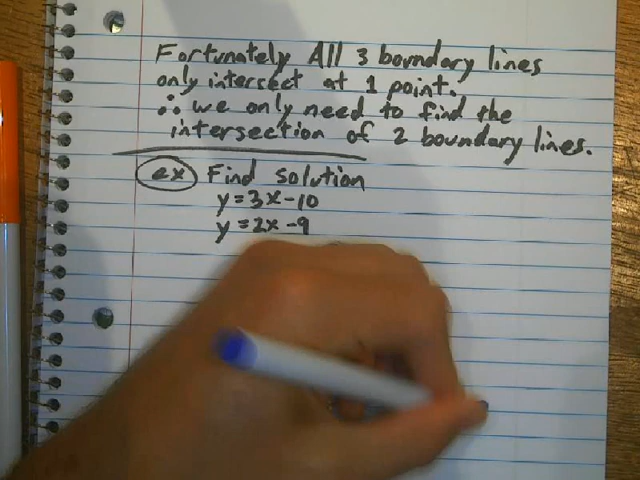 Fortunately All 3 boundary lines
only intersect at 1 point.
∴ we only need to find the
intersection of 2 boundary lines.
ex Find solution
y=3x-10
y=2x-9